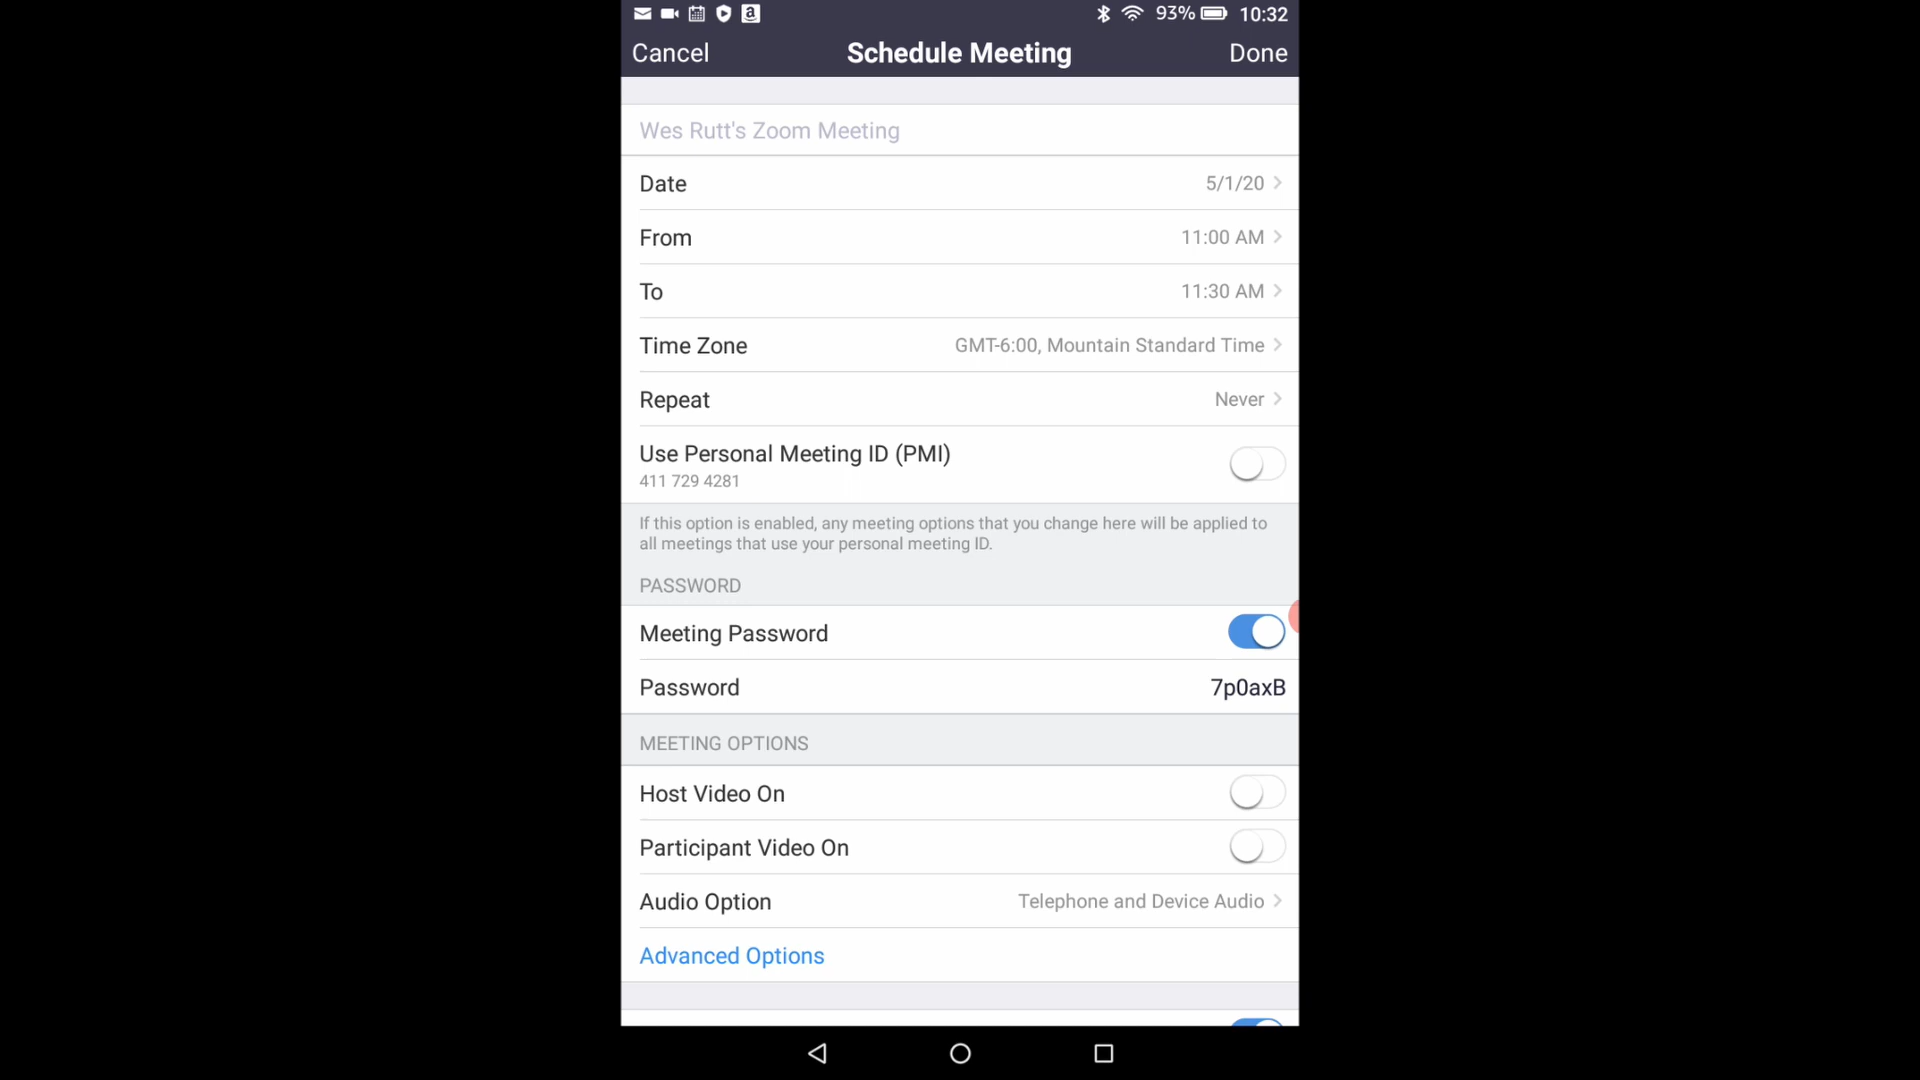 93% 10:32
Cancel Schedule Meeting Done
Wes Rutt's Zoom Meeting
Date 5/1/20
From 11:00 AM
To 11:30 AM
Time Zone GMT-6:00, Mountain Standard Time
Repeat Never
Use Personal Meeting ID (PMI)
411 729 4281
If this option is enabled, any meeting options that you change here will be applied to
all meetings that use your personal meeting ID.
PASSWORD
Meeting Password
Password 7p0axB
MEETING OPTIONS
Host Video On
Participant Video On
Audio Option Telephone and Device Audio
Advanced Options